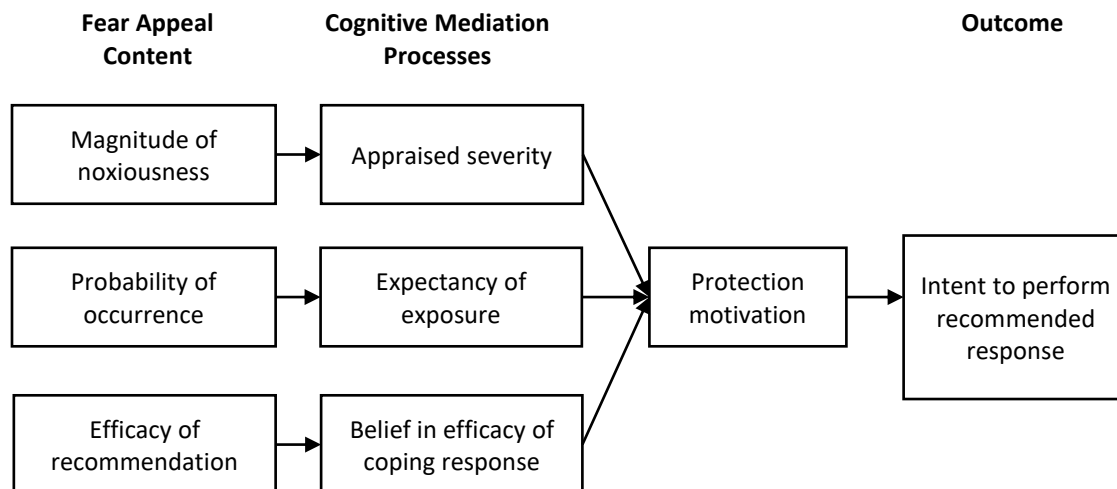 Fear Appeal
Content
Cognitive Mediation
Processes
Outcome
Magnitude of
noxiousness
Appraised severity
Probability of
occurrence
Expectancy of
exposure
Protection
motivation
Intent to perform
recommended
response
Efficacy of
recommendation
Belief in efficacy of
coping response